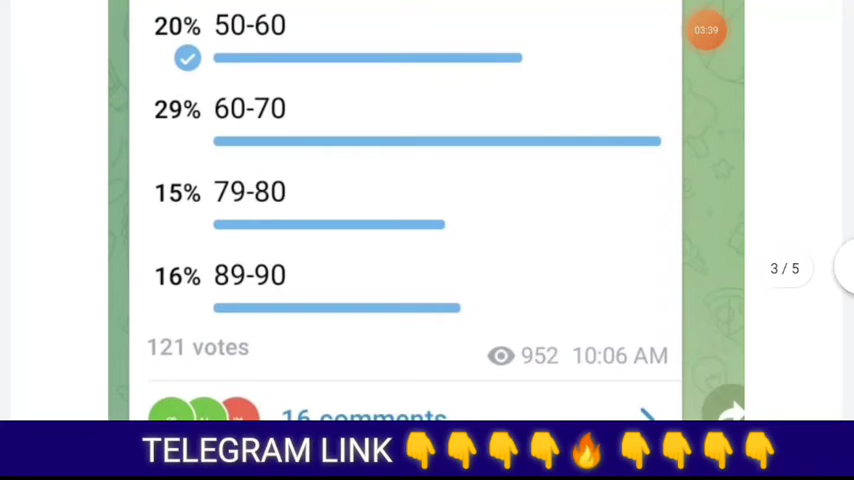 20% 50-60
03:39
29% 60-70
15% 79-80
3 / 5
16% 89-90
121 votes
952 10:06 AM
16 comments
TELEGRAM LINK 👇👇👇👇🔥👇👇👇👇